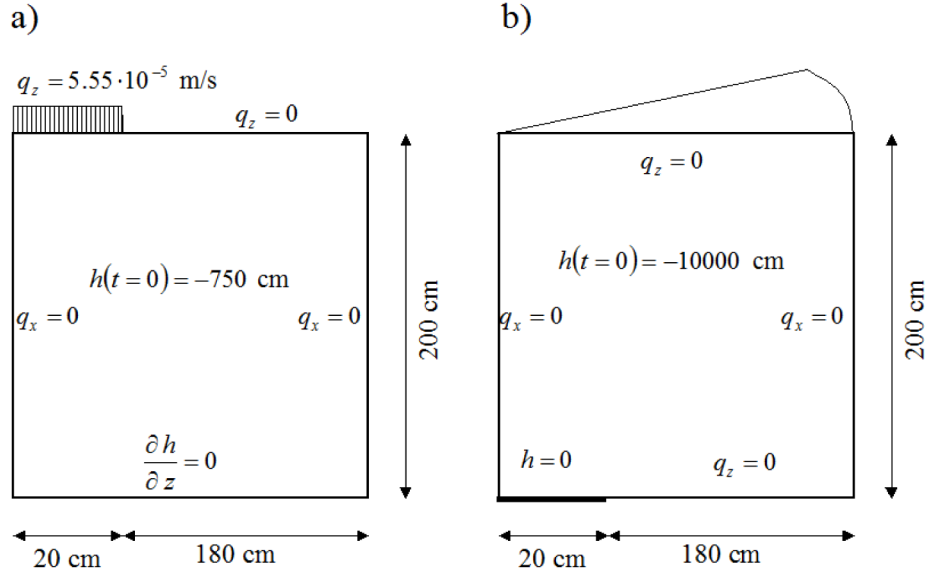 a)
q_z = 5.55·10⁻⁵ m/s
q_z = 0
h(t = 0) = −750 cm
q_x = 0
q_x = 0
∂h/∂z = 0
200 cm
20 cm
180 cm
b)
q_z = 0
h(t = 0) = −10000 cm
q_x = 0
q_x = 0
h = 0
q_z = 0
200 cm
20 cm
180 cm